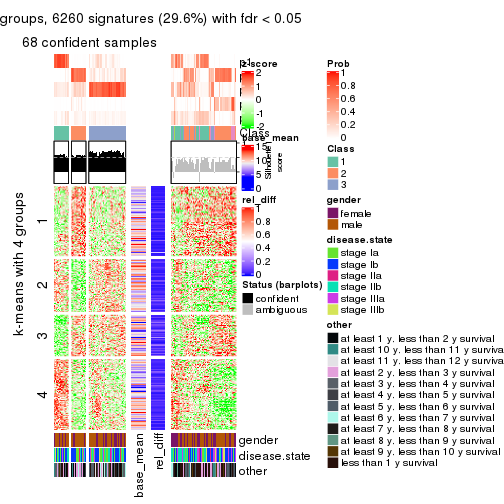 groups, 6260 signatures (29.6%) with fdr < 0.05
68 confident samples
z-score
2
1
0
-1
-2
Prob
1
0.8
0.6
0.4
0.2
0
Class
base_mean
15
10
5
0
Silhouette
score
Class
1
2
3
rel_diff
1
0.8
0.6
0.4
0.2
0
gender
female
male
disease.state
stage Ia
stage Ib
stage IIa
stage IIb
stage IIIa
stage IIIb
Status (barplots)
confident
ambiguous
other
at least 1 y. less than 2 y survival
at least 10 y. less than 11 y survival
at least 11 y. less than 12 y survival
at least 2 y. less than 3 y survival
at least 3 y. less than 4 y survival
at least 4 y. less than 5 y survival
at least 5 y. less than 6 y survival
at least 6 y. less than 7 y survival
at least 7 y. less than 8 y survival
at least 8 y. less than 9 y survival
at least 9 y. less than 10 y survival
less than 1 y survival
k-means with 4 groups
1
2
3
4
gender
disease.state
other
base_mean
rel_diff